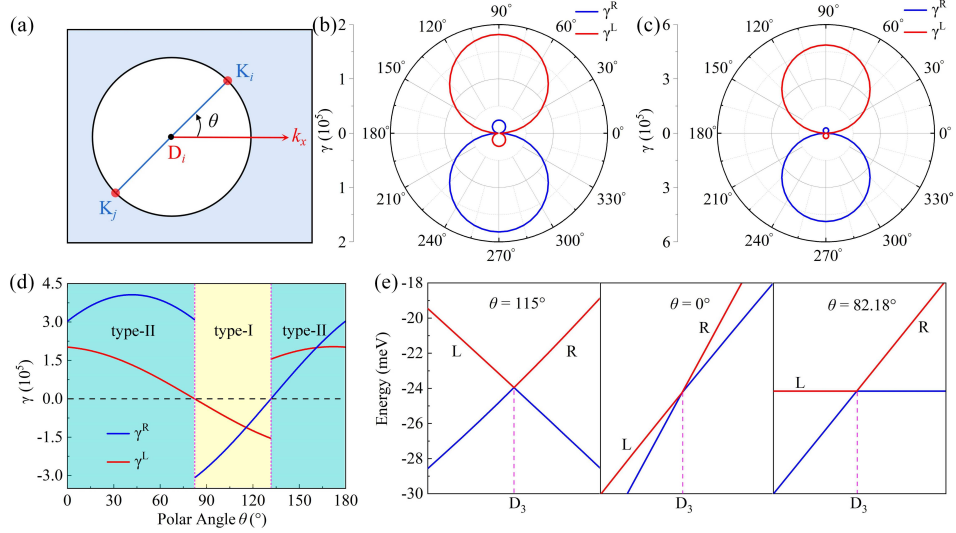 (a)
K_i
θ
D_i
k_x
K_j
(b)
γ (10^5)
2
1
0
1
2
90°
120°
60°
150°
30°
180°
0°
210°
330°
240°
300°
270°
γ^R
γ^L
(c)
γ (10^5)
6
3
0
3
6
90°
120°
60°
150°
30°
180°
0°
210°
330°
240°
300°
270°
γ^R
γ^L
(d)
γ (10^5)
4.5
3.0
1.5
0.0
-1.5
-3.0
type-II
type-I
type-II
γ^R
γ^L
0
30
60
90
120
150
180
Polar Angle θ (°)
(e)
Energy (meV)
-18
-20
-22
-24
-26
-28
-30
θ = 115°
L
R
D_3
θ = 0°
R
L
D_3
θ = 82.18°
L
R
D_3